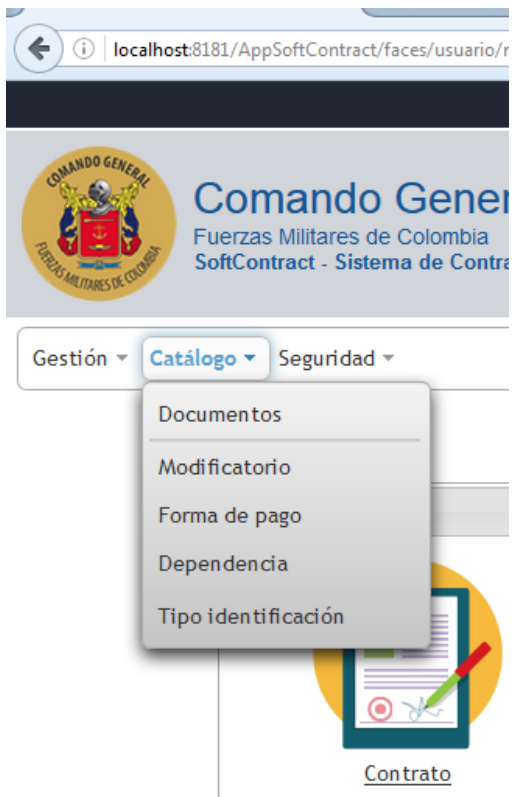 localhost:8181/AppSoftContract/faces/usuario/
COMANDO GENERAL
FUERZAS MILITARES DE COLOMBIA
Comando Gener
Fuerzas Militares de Colombia
SoftContract - Sistema de Contra
Gestión Catálogo Seguridad
Documentos
Modificatorio
Forma de pago
Dependencia
Tipo identificación
Contrato